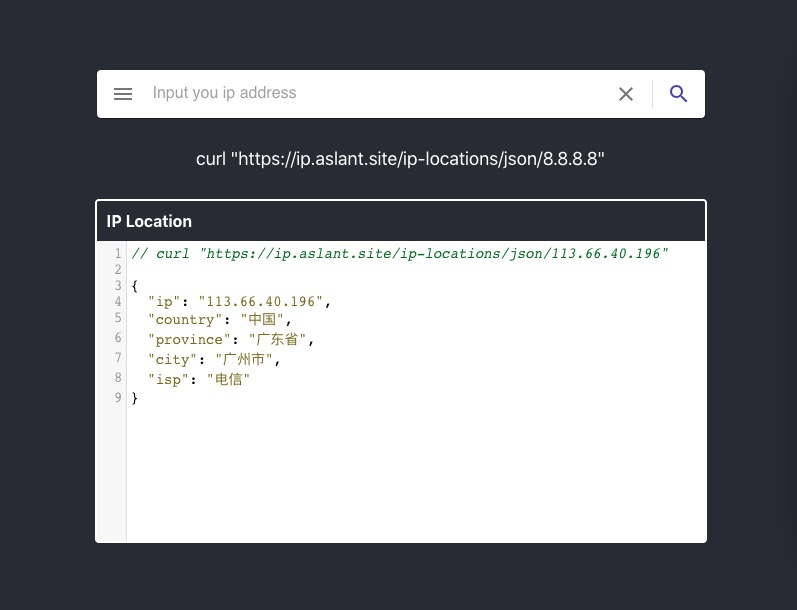 Input you ip address
curl "https://ip.aslant.site/ip-locations/json/8.8.8.8"
IP Location
1 // curl "https://ip.aslant.site/ip-locations/json/113.66.40.196"
2
3 {
4 "ip": "113.66.40.196",
5 "country": "中国",
6 "province": "广东省",
7 "city": "广州市",
8 "isp": "电信"
9 }